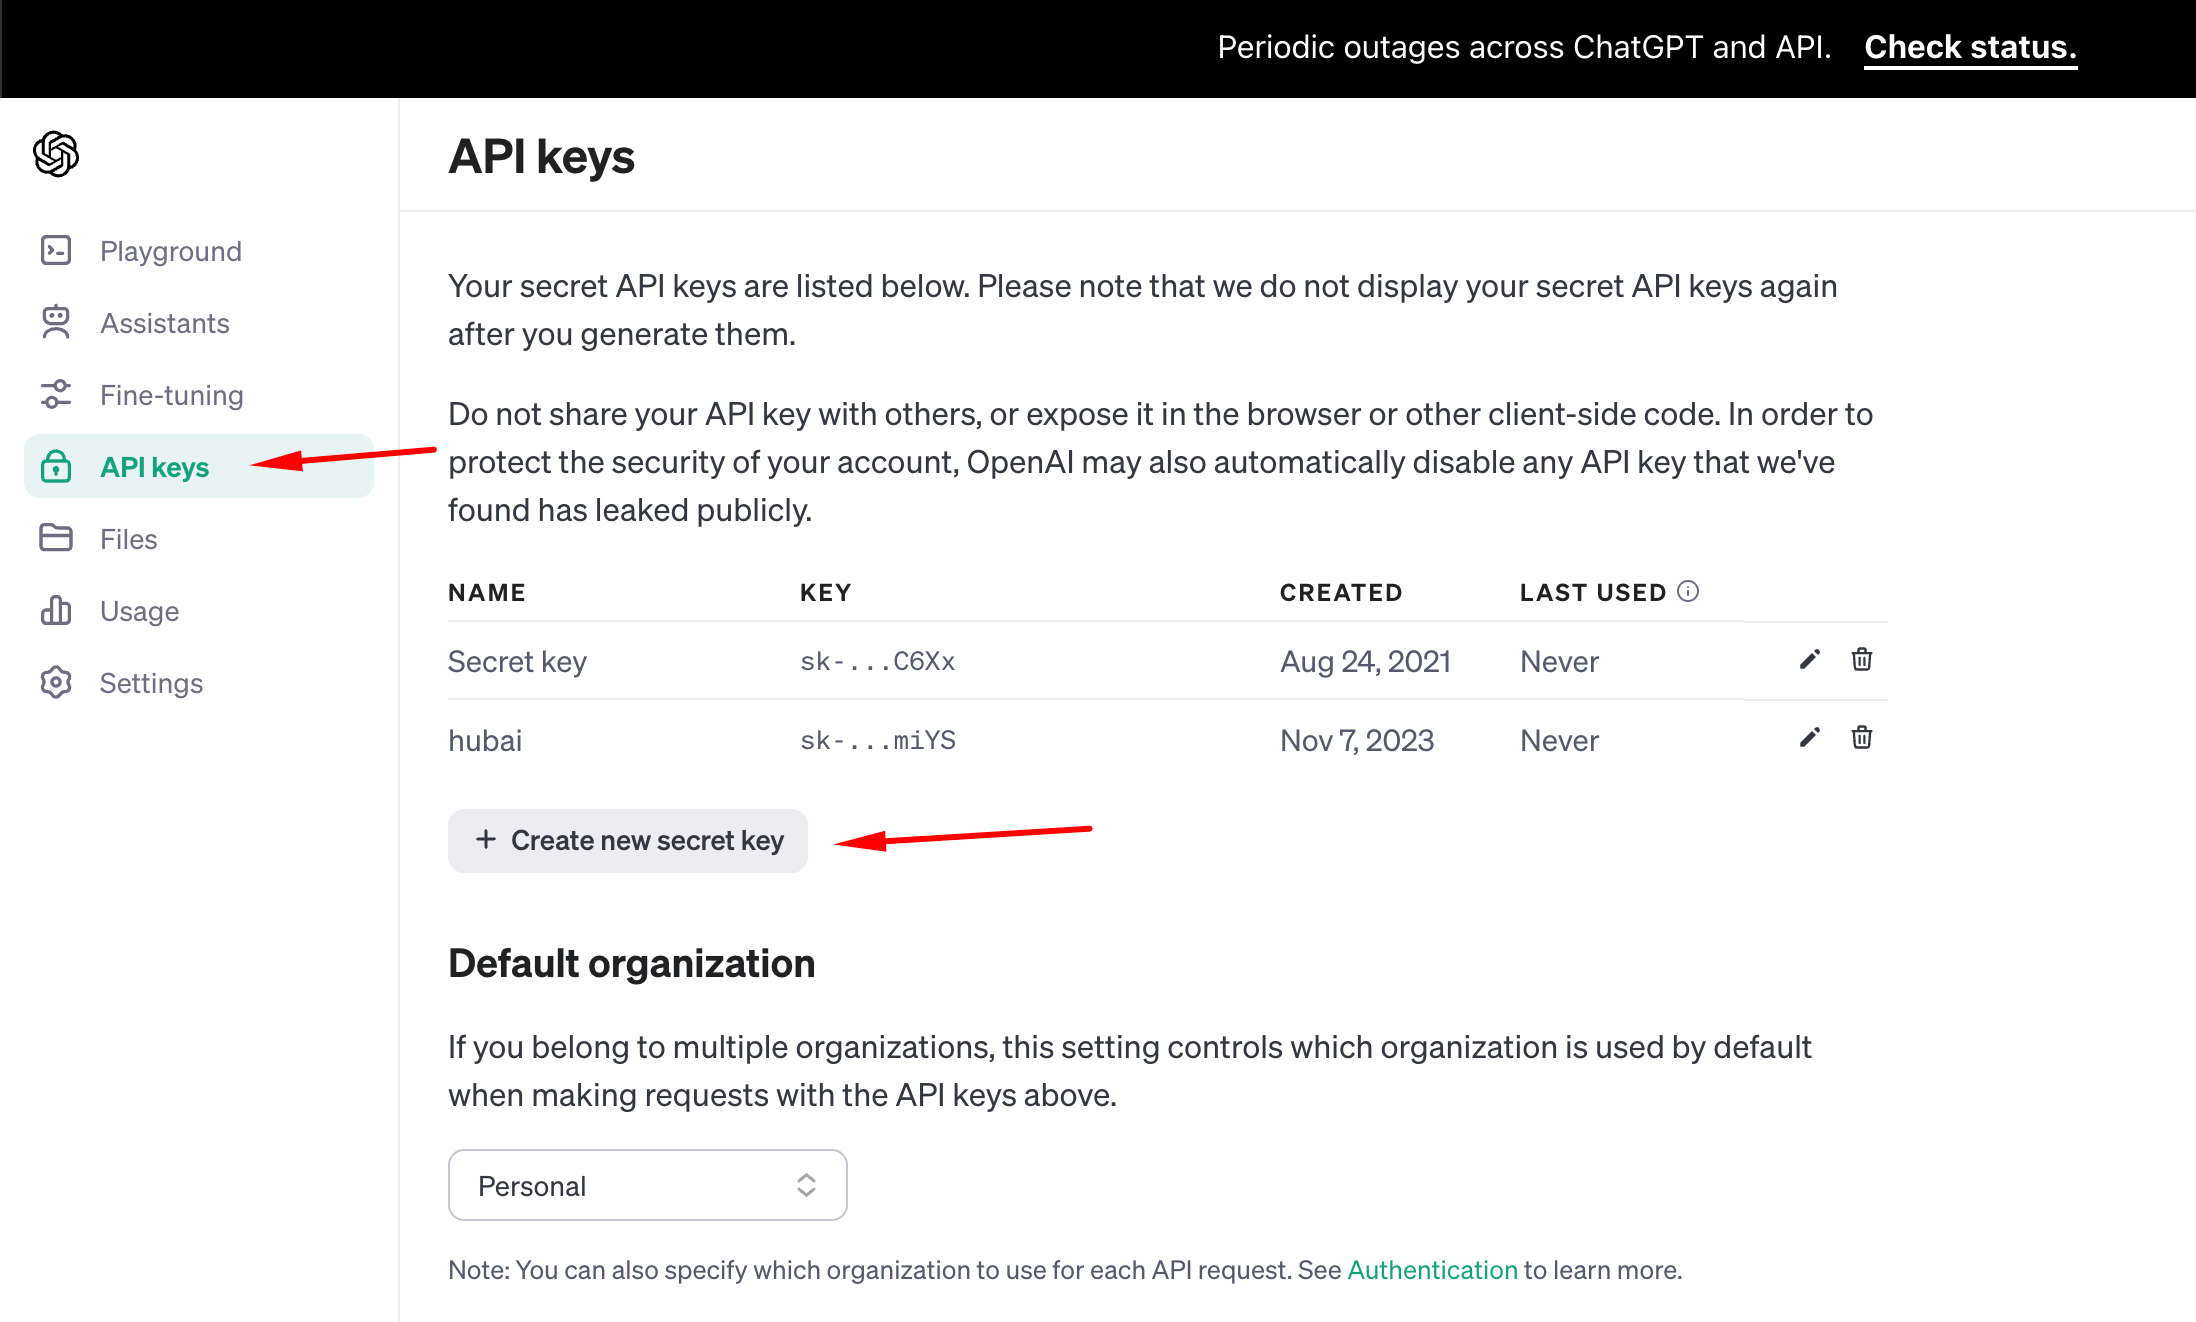 Periodic outages across ChatGPT and API. Check status.
API keys
Playground
Assistants
Fine-tuning
API keys
Files
Usage
Settings
Your secret API keys are listed below. Please note that we do not display your secret API keys again
after you generate them.
Do not share your API key with others, or expose it in the browser or other client-side code. In order to
protect the security of your account, OpenAI may also automatically disable any API key that we've
found has leaked publicly.
NAME KEY CREATED LAST USED
Secret key sk-...C6Xx Aug 24, 2021 Never
hubai sk-...miYS Nov 7, 2023 Never
+ Create new secret key
Default organization
If you belong to multiple organizations, this setting controls which organization is used by default
when making requests with the API keys above.
Personal
Note: You can also specify which organization to use for each API request. See Authentication to learn more.